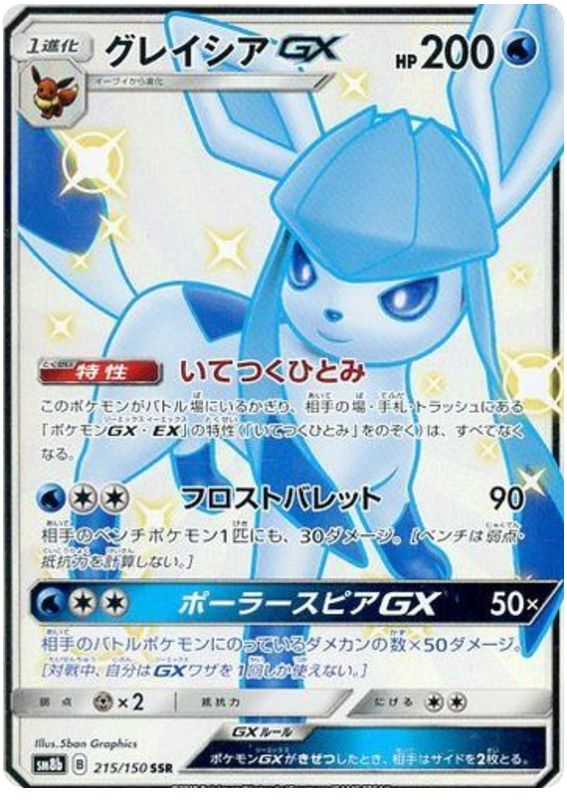 1進化 グレイシアGX HP200
イーブイから進化
とくせい
特性 いてつくひとみ
このポケモンがバトル場にいるかぎり、相手の場・手札・トラッシュにある
「ポケモンGX・EX」の特性(「いてつくひとみ」をのぞく)は、すべてなく
なる。
フロストバレット 90
相手のベンチポケモン1匹にも、30ダメージ。[ベンチは弱点・
抵抗力を計算しない。]
ポーラースピアGX 50×
相手のバトルポケモンにのっているダメカンの数×50ダメージ。
[対戦中、自分はGXワザを1回しか使えない。]
弱点 ×2 抵抗力 にげる
Illus.5ban Graphics
GXルール
sm8b B 215/150 SSR
ポケモンGXがきぜつしたとき、相手はサイドを2枚とる。